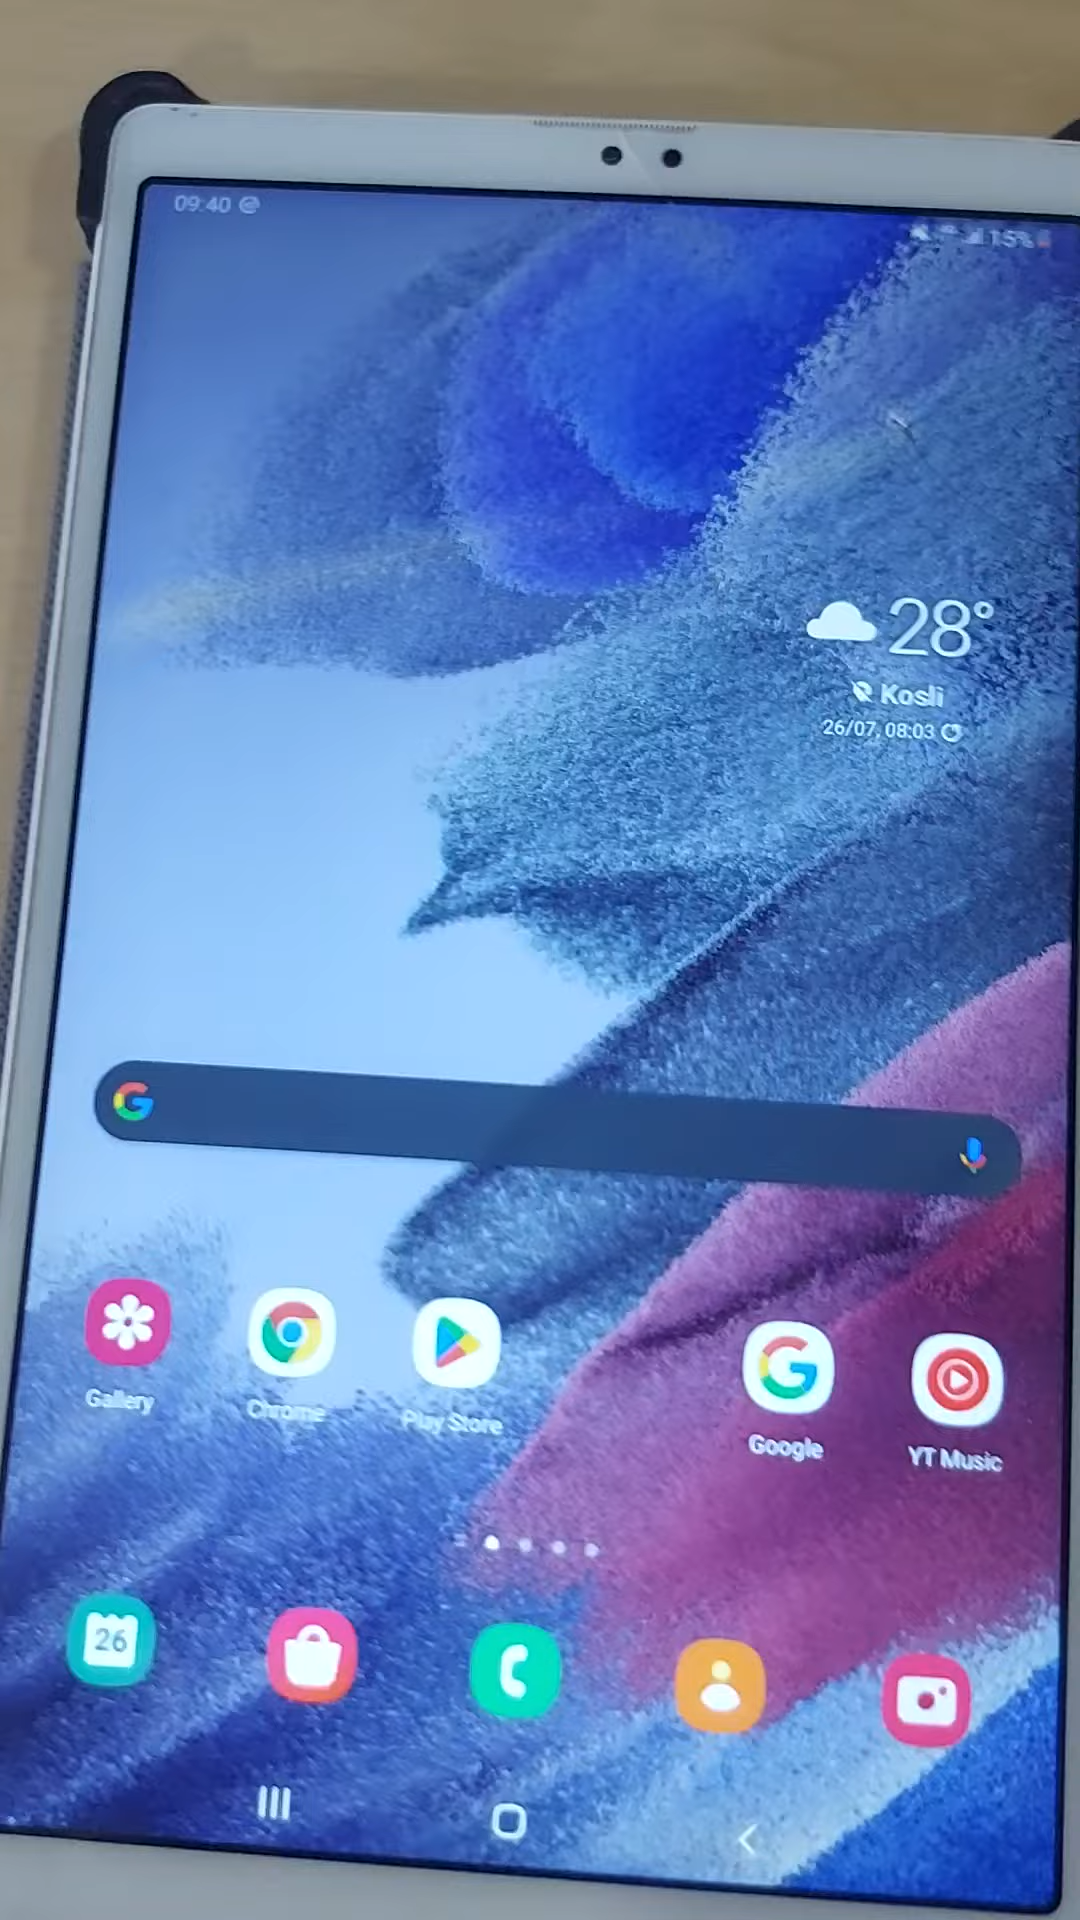 09:40
15%
28°
Kosli
26/07, 08:03
Gallery
Chrome
Play Store
Google
YT Music
26